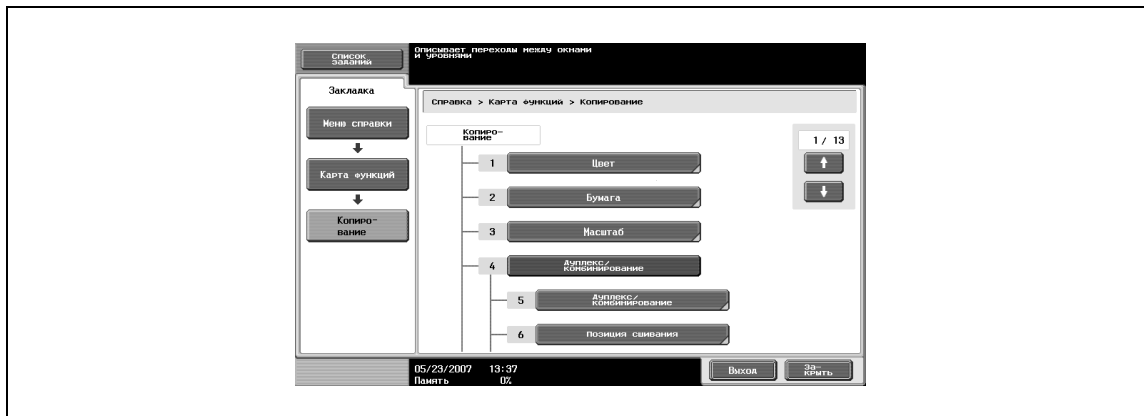 Список
заданий
Описывает переходы между окнами
и уровнями
Закладка
Меню справки
Карта функций
Копиро-
вание
Справка > Карта функций > Копирование
Копиро-
вание
1 / 13
1 Цвет
2 Бумага
3 Масштаб
4 Дуплекс/
комбинирование
5 Дуплекс/
комбинирование
6 Позиция сшивания
05/23/2007 13:37
Память 0%
Выход
За-
крыть